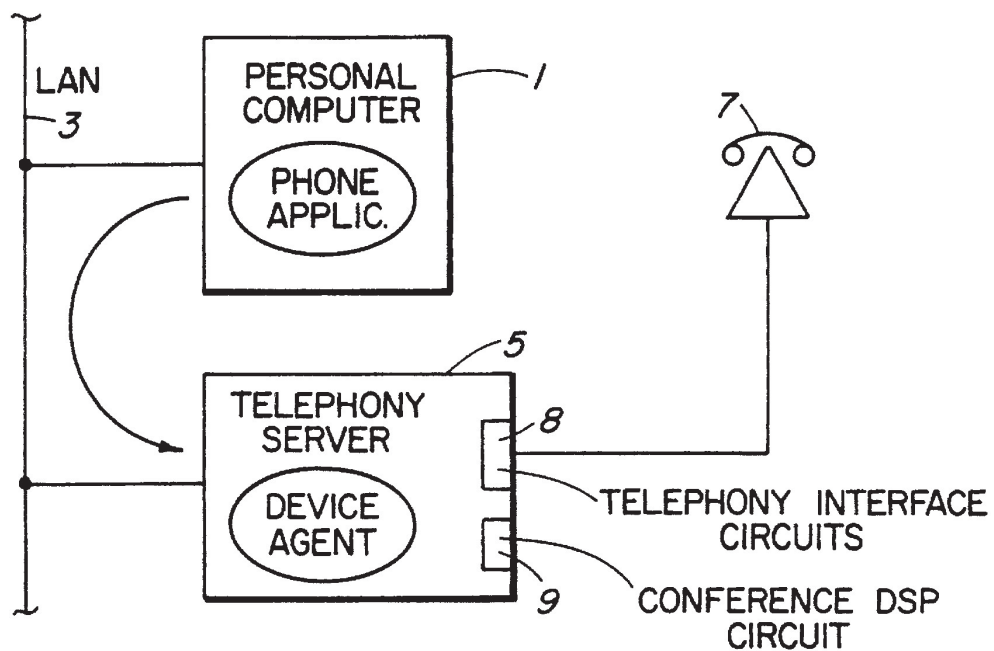 LAN
3
PERSONAL
COMPUTER
1
PHONE
APPLIC.
7
5
TELEPHONY
SERVER
8
DEVICE
AGENT
TELEPHONY INTERFACE
CIRCUITS
9
CONFERENCE DSP
CIRCUIT